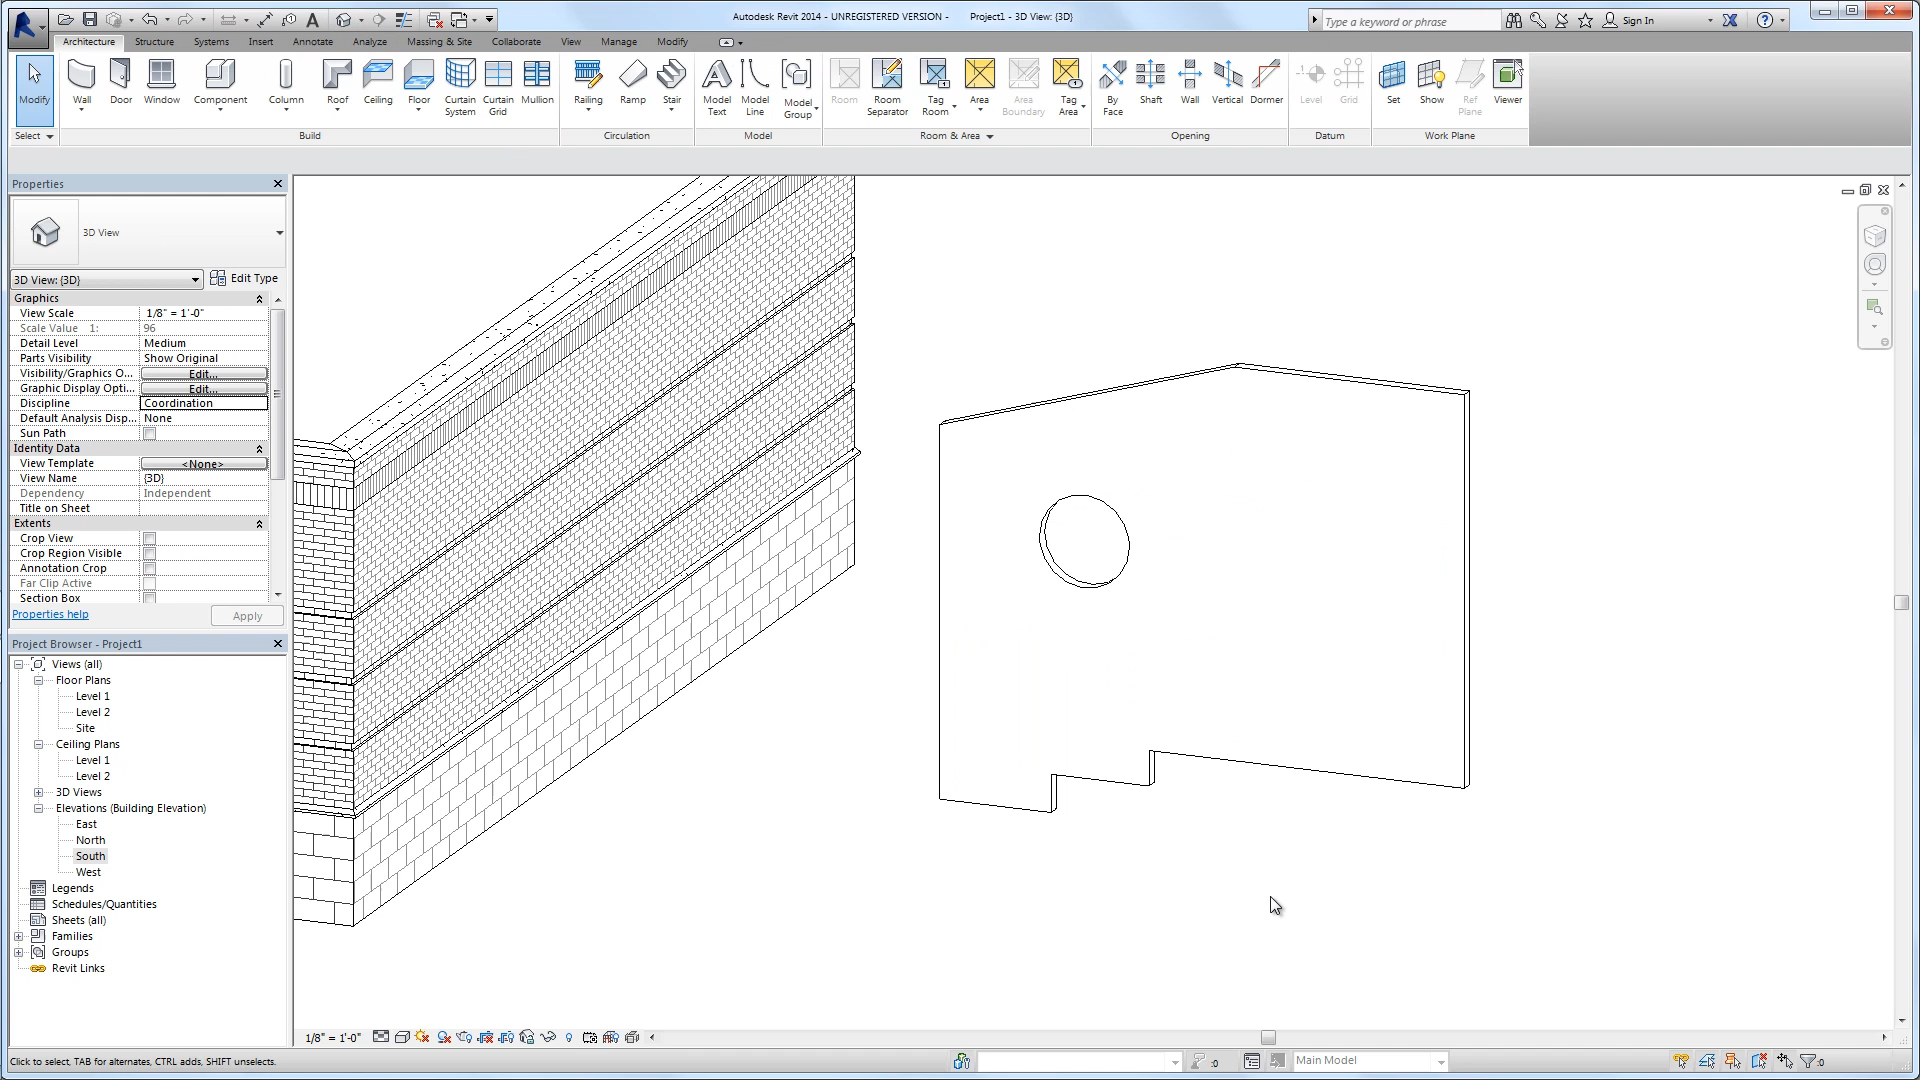 Autodesk Revit 2014 - UNREGISTERED VERSION - Project1 - 3D View: {3D}
Type a keyword or phrase
Sign In
Architecture Structure Systems Insert Annotate Analyze Massing & Site Collaborate View Manage Modify
Modify Wall Door Window Component Column Roof Ceiling Floor Curtain System Curtain Grid Mullion Railing Ramp Stair Model Text Model Line Model Group Room Room Separator Tag Room Area Area Boundary Tag Area By Face Shaft Wall Vertical Dormer Level Grid Set Show Ref Plane Viewer
Select Build Circulation Model Room & Area Opening Datum Work Plane
Properties
3D View
3D View: {3D} Edit Type
Graphics
View Scale 1/8" = 1'-0"
Scale Value 1: 96
Detail Level Medium
Parts Visibility Show Original
Visibility/Graphics O... Edit...
Graphic Display Opti... Edit...
Discipline Coordination
Default Analysis Disp... None
Sun Path
Identity Data
View Template <None>
View Name {3D}
Dependency Independent
Title on Sheet
Extents
Crop View
Crop Region Visible
Annotation Crop
Far Clip Active
Section Box
Properties help Apply
Project Browser - Project1
Views (all)
Floor Plans
Level 1
Level 2
Site
Ceiling Plans
Level 1
Level 2
3D Views
Elevations (Building Elevation)
East
North
South
West
Legends
Schedules/Quantities
Sheets (all)
Families
Groups
Revit Links
1/8" = 1'-0"
Click to select, TAB for alternates, CTRL adds, SHIFT unselects.
:0
Main Model
:0